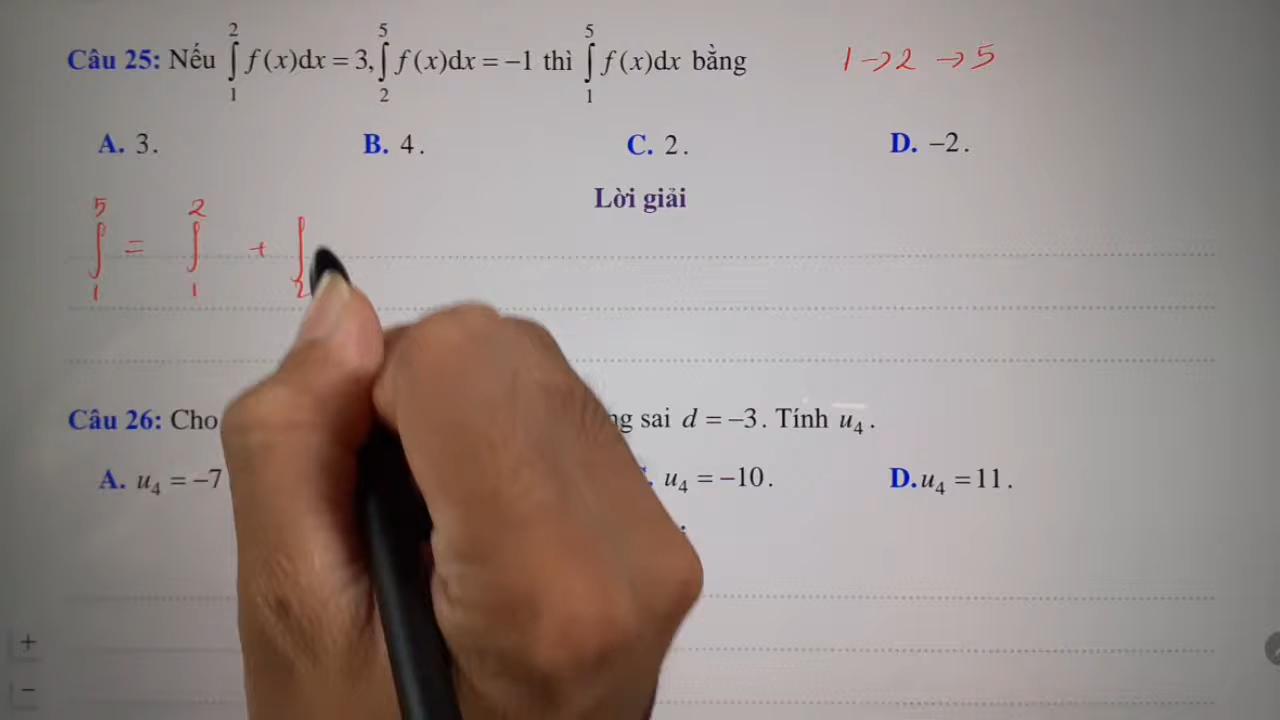 Câu 25: Nếu ∫₁² f(x)dx = 3, ∫₂⁵ f(x)dx = −1 thì ∫₁⁵ f(x)dx bằng 1 → 2 → 5
A. 3. B. 4. C. 2. D. −2.
Lời giải
∫₁⁵ = ∫₁² + ∫₂
Câu 26: Cho sai d = −3. Tính u₄.
A. u₄ = −7 u₄ = −10. D. u₄ = 11.
+
−